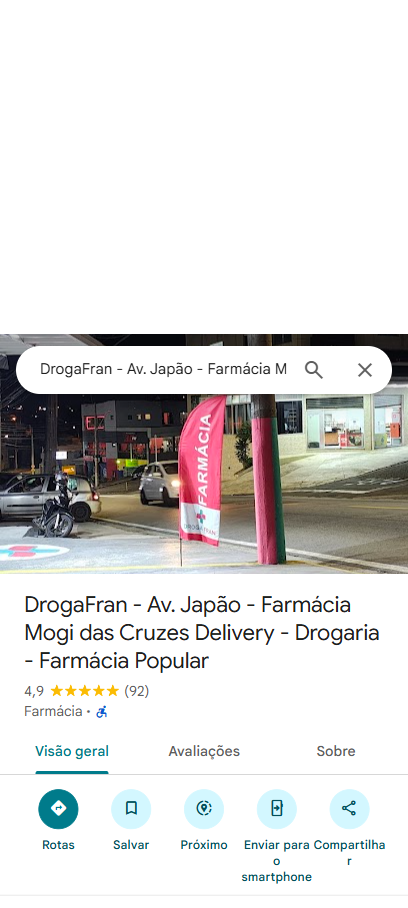 DrogaFran - Av. Japão - Farmácia M
FARMÁCIA
DROGAFRAN
DrogaFran - Av. Japão - Farmácia
Mogi das Cruzes Delivery - Drogaria
- Farmácia Popular
4,9 (92)
Farmácia ·
Visão geral Avaliações Sobre
Rotas Salvar Próximo Enviar para Compartilha
o r
smartphone